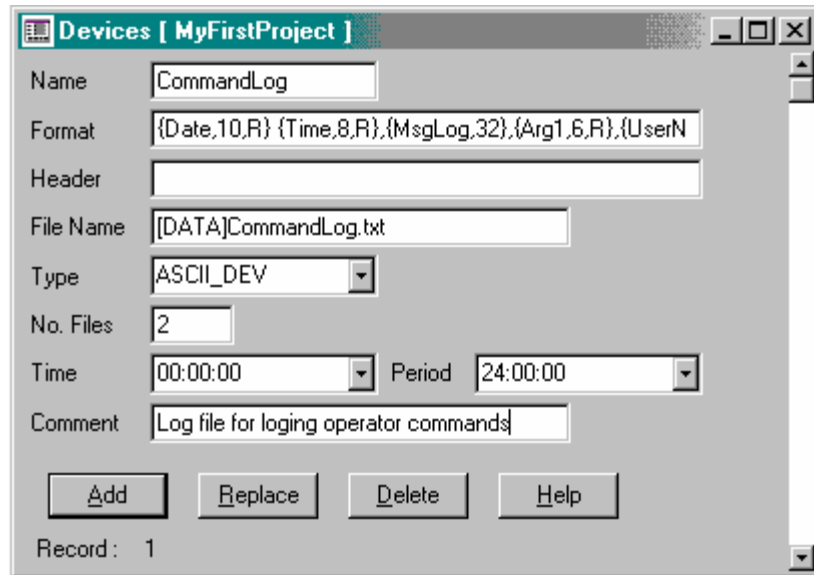 Devices [ MyFirstProject ]
Name CommandLog
Format {Date,10,R} {Time,8,R},{MsgLog,32},{Arg1,6,R},{UserN
Header
File Name [DATA]CommandLog.txt
Type ASCII_DEV
No. Files 2
Time 00:00:00 Period 24:00:00
Comment Log file for loging operator commands
Add Replace Delete Help
Record : 1